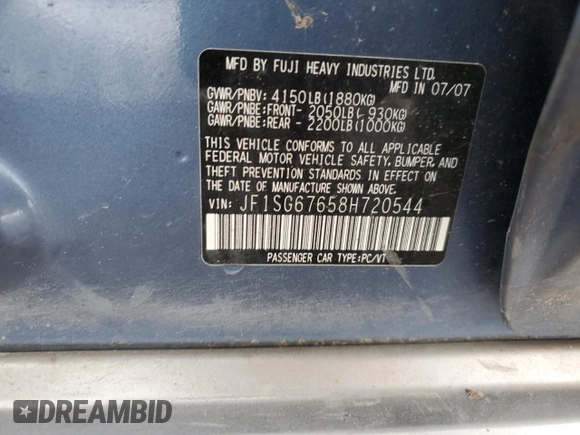 MFD BY FUJI HEAVY INDUSTRIES LTD.
MFD IN 07/07
GVWR/PNBV: 4150LB(1880KG)
GAWR/PNBE:FRONT- 2050LB(- 930KG)
GAWR/PNBE:REAR - 2200LB(1000KG)
THIS VEHICLE CONFORMS TO ALL APPLICABLE
FEDERAL MOTOR VEHICLE SAFETY, BUMPER, AND
THEFT PREVENTION STANDARDS IN EFFECT ON
THE DATE OF MANUFACTURE SHOWN ABOVE.
VIN: JF1SG67658H720544
PASSENGER CAR TYPE:PC/VT
DREAMBID